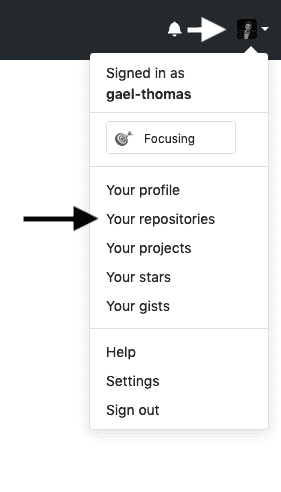 Signed in as
gael-thomas
Focusing
Your profile
Your repositories
Your projects
Your stars
Your gists
Help
Settings
Sign out